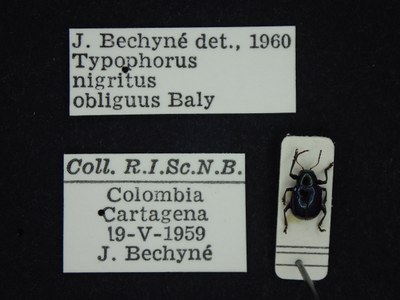 J. Bechyné det., 1960
Typophorus
nigritus
obliguus Baly
Coll. R.I.Sc.N.B.
Colombia
Cartagena
19-V-1959
J. Bechyné